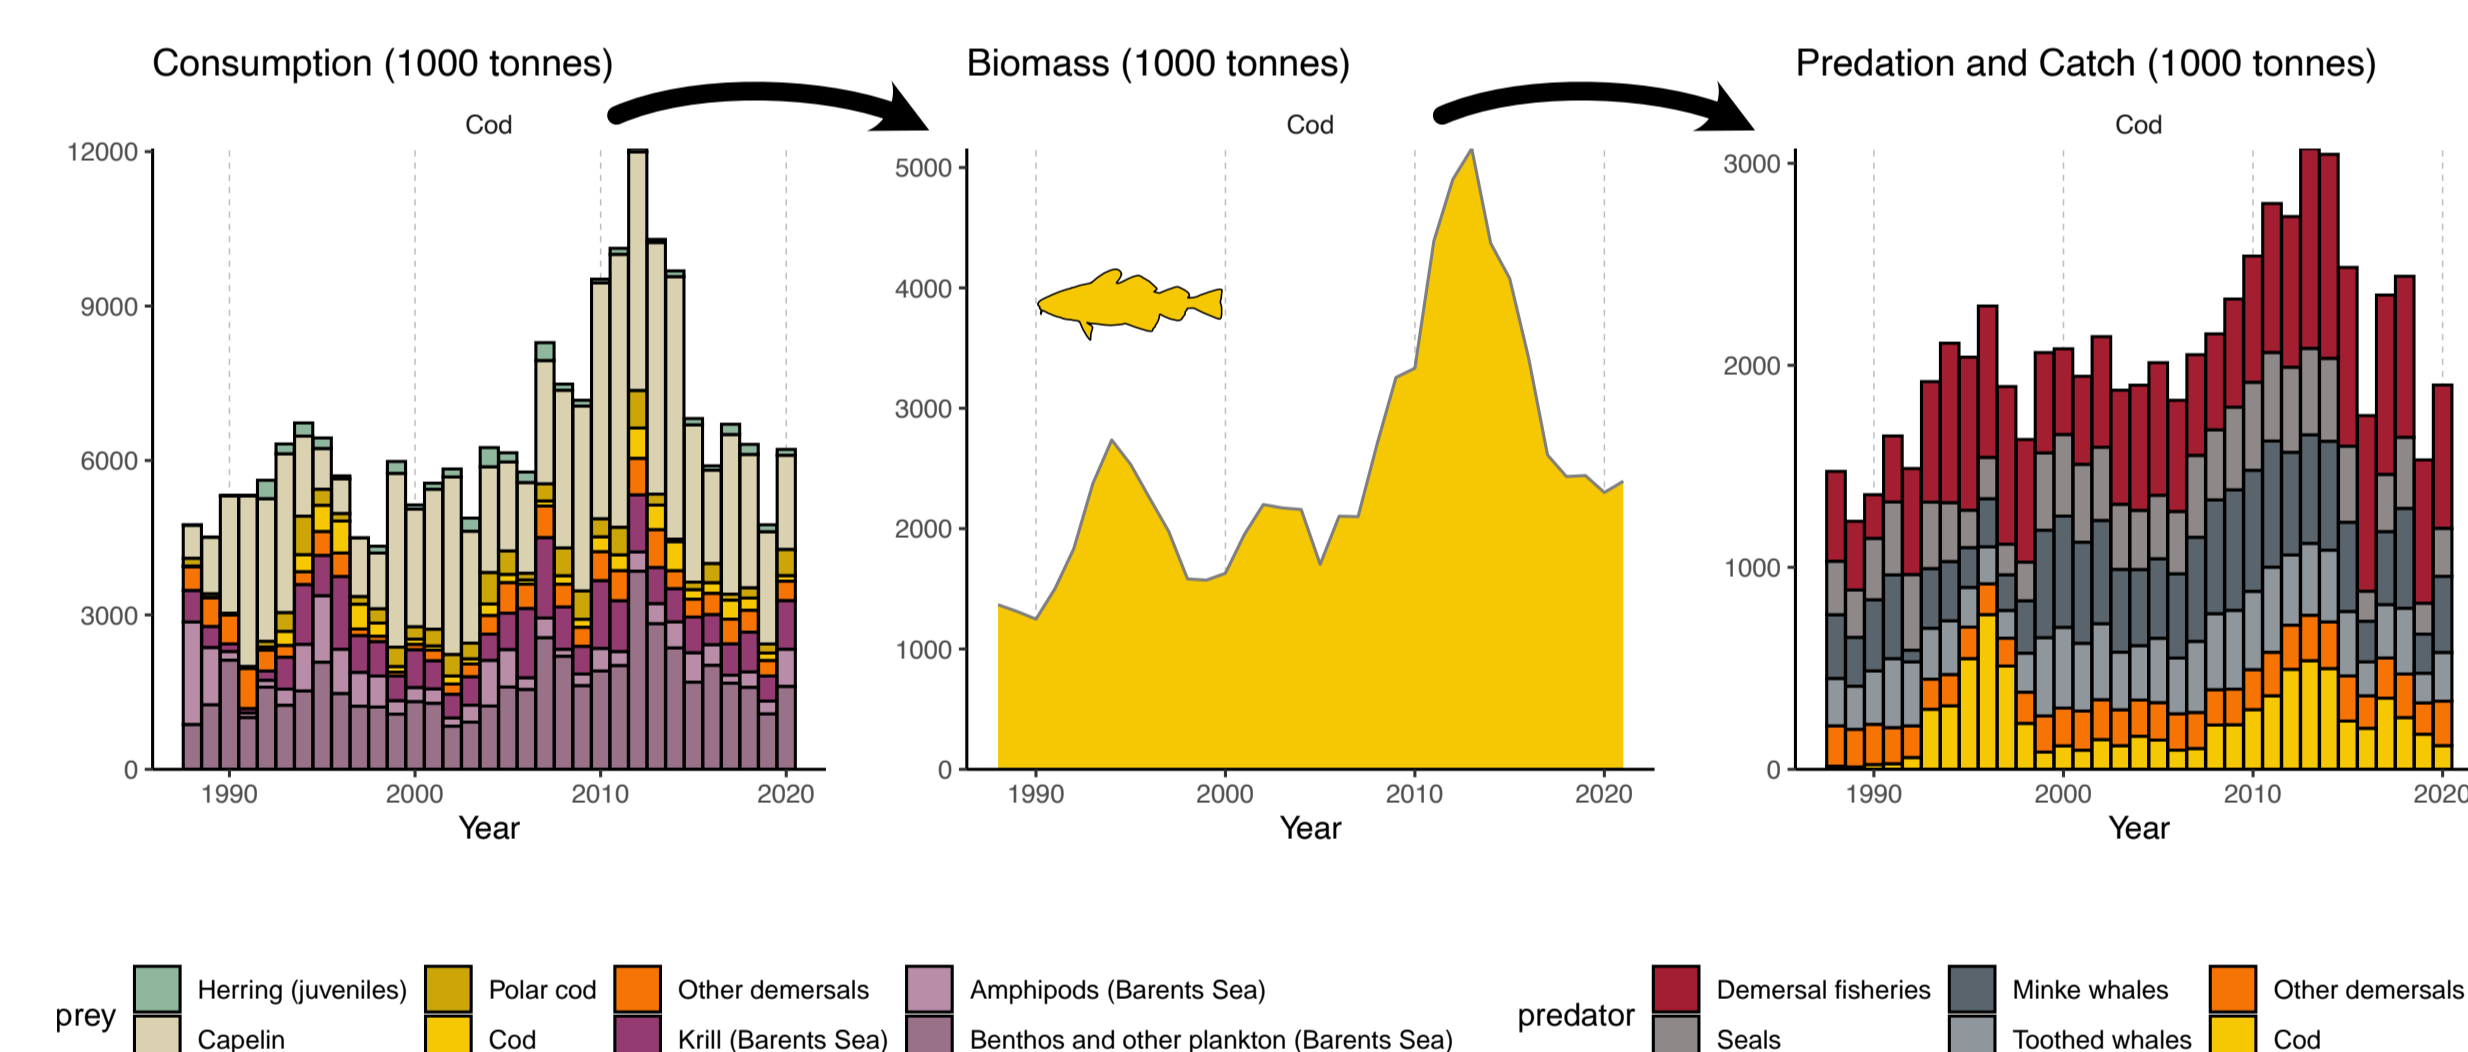 Consumption (1000 tonnes)
Biomass (1000 tonnes)
Predation and Catch (1000 tonnes)
Cod
Cod
Cod
12000
9000
6000
3000
0
1990
2000
2010
2020
Year
5000
4000
3000
2000
1000
0
1990
2000
2010
2020
Year
3000
2000
1000
0
1990
2000
2010
2020
Year
prey
Herring (juveniles)
Polar cod
Other demersals
Amphipods (Barents Sea)
Capelin
Cod
Krill (Barents Sea)
Benthos and other plankton (Barents Sea)
predator
Demersal fisheries
Minke whales
Other demersals
Seals
Toothed whales
Cod